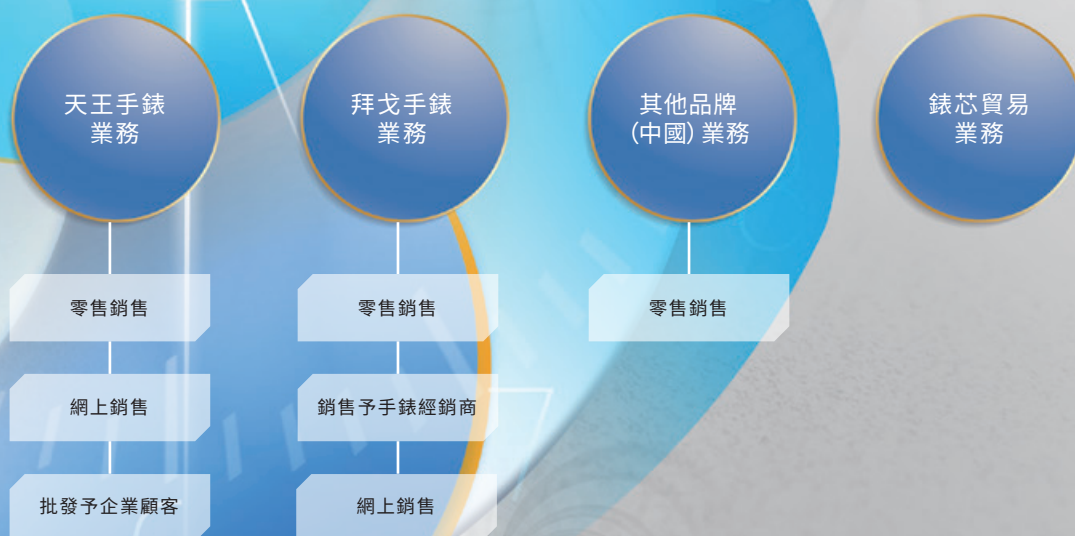 天王手錶
業務
拜戈手錶
業務
其他品牌
(中國) 業務
錶芯貿易
業務
零售銷售
零售銷售
零售銷售
網上銷售
銷售予手錶經銷商
批發予企業顧客
網上銷售